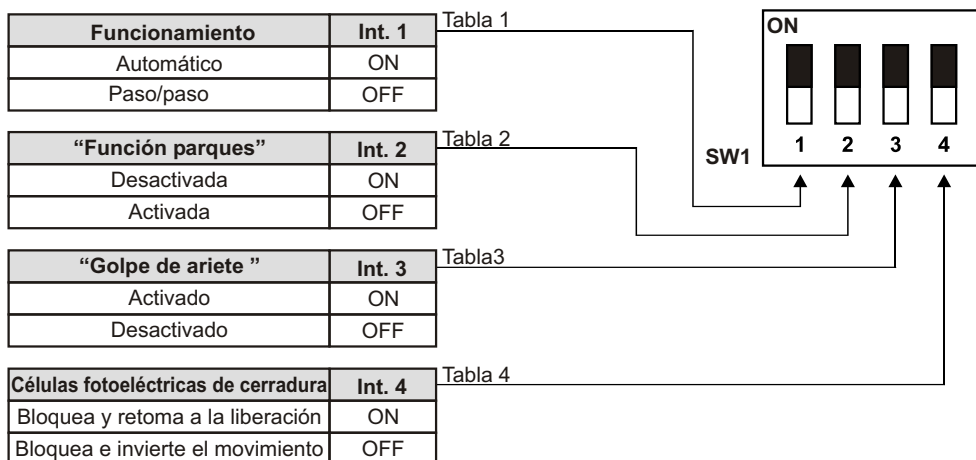 Funcionamiento Int. 1
Automático ON
Paso/paso OFF
Tabla 1
“Función parques” Int. 2
Desactivada ON
Activada OFF
Tabla 2
“Golpe de ariete ” Int. 3
Activado ON
Desactivado OFF
Tabla3
Células fotoeléctricas de cerradura Int. 4
Bloquea y retoma a la liberación ON
Bloquea e invierte el movimiento OFF
Tabla 4
ON
1 2 3 4
SW1